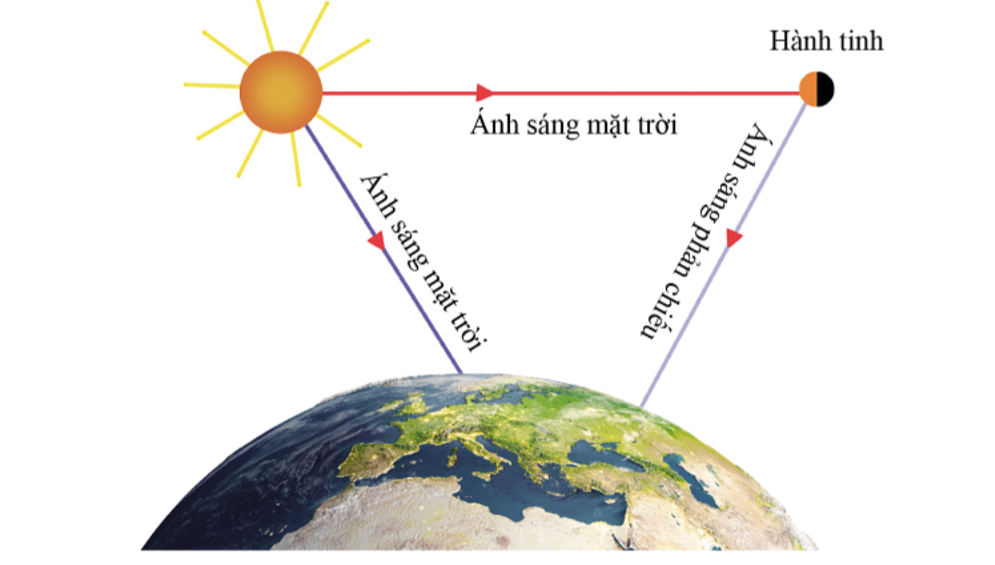 Hành tinh
Ánh sáng mặt trời
Ánh sáng mặt trời
Ánh sáng phản chiếu